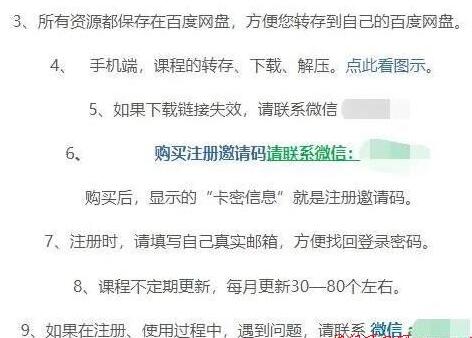 3、所有资源都保存在百度网盘，方便您转存到自己的百度网盘。
4、 手机端，课程的转存、下载、解压。点此看图示。
5、如果下载链接失效，请联系微信
6、 购买注册邀请码请联系微信：
购买后，显示的“卡密信息”就是注册邀请码。
7、注册时，请填写自己真实邮箱，方便找回登录密码。
8、课程不定期更新，每月更新30—80个左右。
9、如果在注册、使用过程中，遇到问题，请联系 微信：